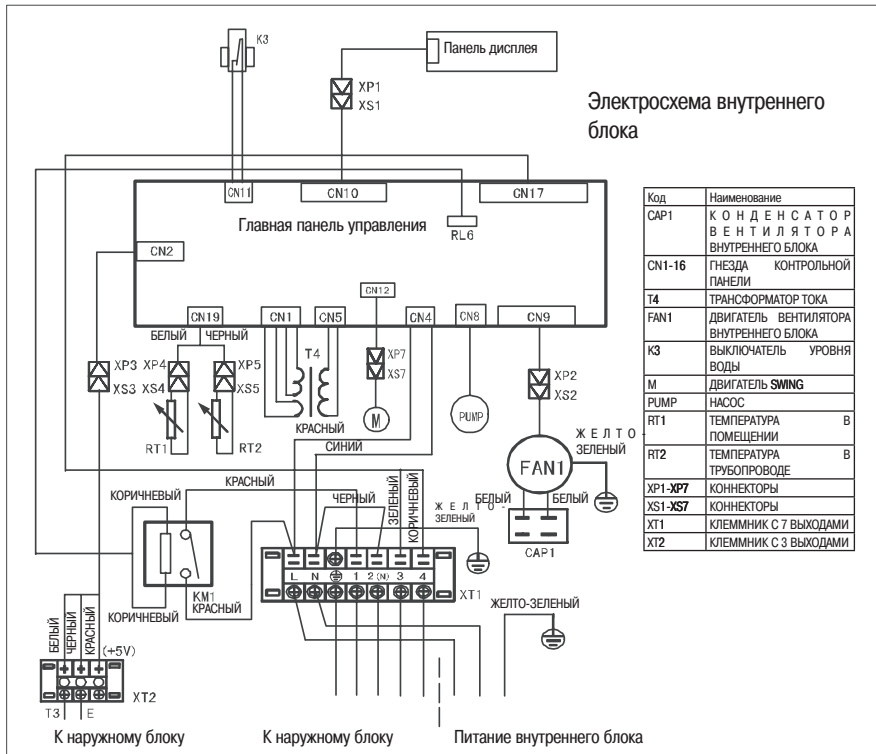 K3
Панель дисплея
XP1
XS1
Электросхема внутреннего
блока
CN11
CN10
CN17
Главная панель управления
RL6
CN2
CN12
CN19
CN1
CN5
CN4
CN8
CN9
БЕЛЫЙ
ЧЕРНЫЙ
T4
XP3
XS3
XP4
XS4
XP5
XS5
XP7
XS7
XP2
XS2
RT1
RT2
КРАСНЫЙ
M
PUMP
СИНИЙ
FAN1
ЖЕЛТО-
ЗЕЛЕНЫЙ
БЕЛЫЙ
БЕЛЫЙ
CAP1
КРАСНЫЙ
КОРИЧНЕВЫЙ
ЧЕРНЫЙ
ЗЕЛЕНЫЙ
КОРИЧНЕВЫЙ
ЖЕЛТО-
ЗЕЛЕНЫЙ
KM1
КРАСНЫЙ
КОРИЧНЕВЫЙ
L N 1 2(N) 3 4
XT1
ЖЕЛТО-ЗЕЛЕНЫЙ
БЕЛЫЙ
ЧЕРНЫЙ
КРАСНЫЙ
(+5V)
XT2
T3 E
К наружному блоку
К наружному блоку
Питание внутреннего блока
Код Наименование
CAP1 КОНДЕНСАТОР
ВЕНТИЛЯТОРА
ВНУТРЕННЕГО БЛОКА
CN1-16 ГНЕЗДА КОНТРОЛЬНОЙ
ПАНЕЛИ
T4 ТРАНСФОРМАТОР ТОКА
FAN1 ДВИГАТЕЛЬ ВЕНТИЛЯТОРА
ВНУТРЕННЕГО БЛОКА
K3 ВЫКЛЮЧАТЕЛЬ УРОВНЯ
ВОДЫ
M ДВИГАТЕЛЬ SWING
PUMP НАСОС
RT1 ТЕМПЕРАТУРА В
ПОМЕЩЕНИИ
RT2 ТЕМПЕРАТУРА В
ТРУБОПРОВОДЕ
XP1-XP7 КОННЕКТОРЫ
XS1-XS7 КОННЕКТОРЫ
XT1 КЛЕММНИК С 7 ВЫХОДАМИ
XT2 КЛЕММНИК С 3 ВЫХОДАМИ